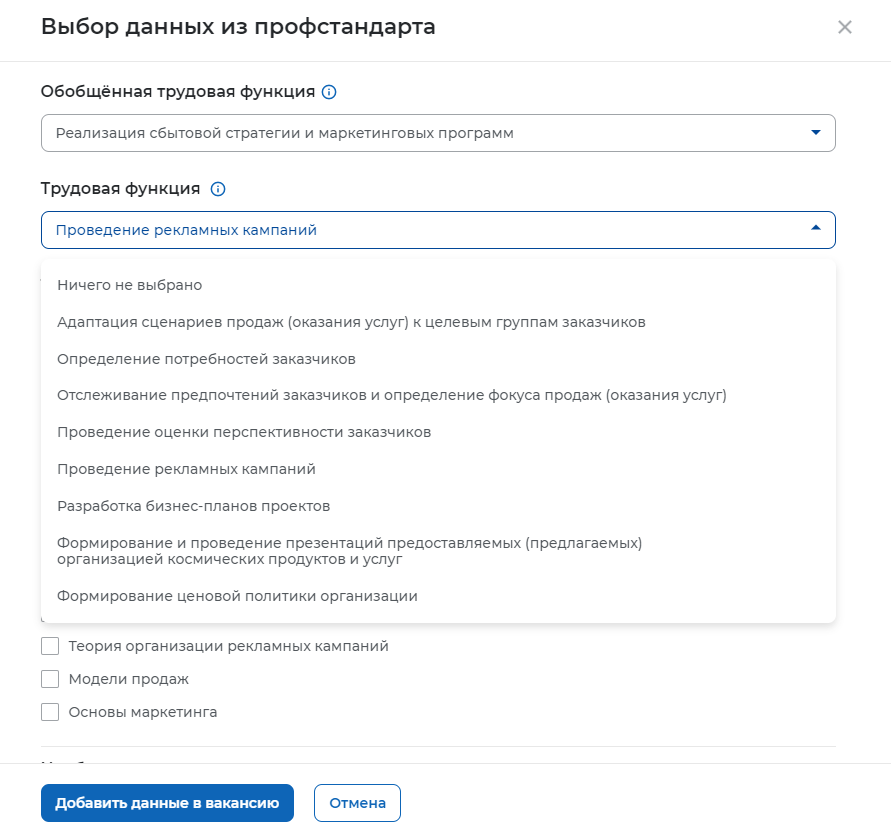 Выбор данных из профстандарта
Обобщённая трудовая функция
Реализация сбытовой стратегии и маркетинговых программ
Трудовая функция
Проведение рекламных кампаний
Ничего не выбрано
Адаптация сценариев продаж (оказания услуг) к целевым группам заказчиков
Определение потребностей заказчиков
Отслеживание предпочтений заказчиков и определение фокуса продаж (оказания услуг)
Проведение оценки перспективности заказчиков
Проведение рекламных кампаний
Разработка бизнес-планов проектов
Формирование и проведение презентаций предоставляемых (предлагаемых)
организацией космических продуктов и услуг
Формирование ценовой политики организации
Теория организации рекламных кампаний
Модели продаж
Основы маркетинга
Добавить данные в вакансию
Отмена